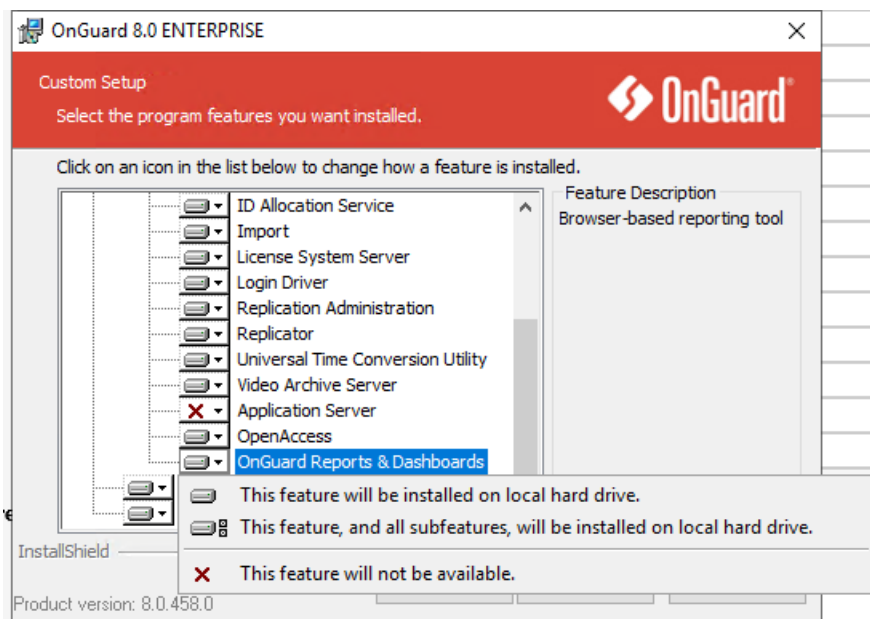 OnGuard 8.0 ENTERPRISE
Custom Setup
Select the program features you want installed.
OnGuard®
Click on an icon in the list below to change how a feature is installed.
ID Allocation Service
Import
License System Server
Login Driver
Replication Administration
Replicator
Universal Time Conversion Utility
Video Archive Server
Application Server
OpenAccess
OnGuard Reports & Dashboards
Feature Description
Browser-based reporting tool
This feature will be installed on local hard drive.
This feature, and all subfeatures, will be installed on local hard drive.
This feature will not be available.
InstallShield
Product version: 8.0.458.0